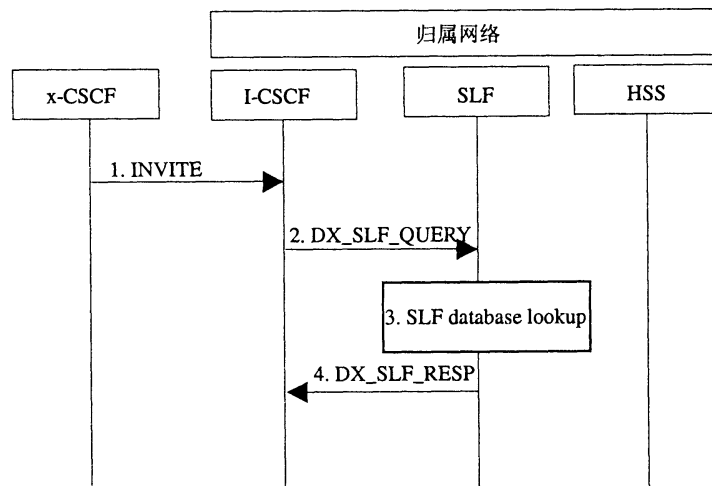 归属网络
x-CSCF
I-CSCF
SLF
HSS
1. INVITE
2. DX_SLF_QUERY
3. SLF database lookup
4. DX_SLF_RESP